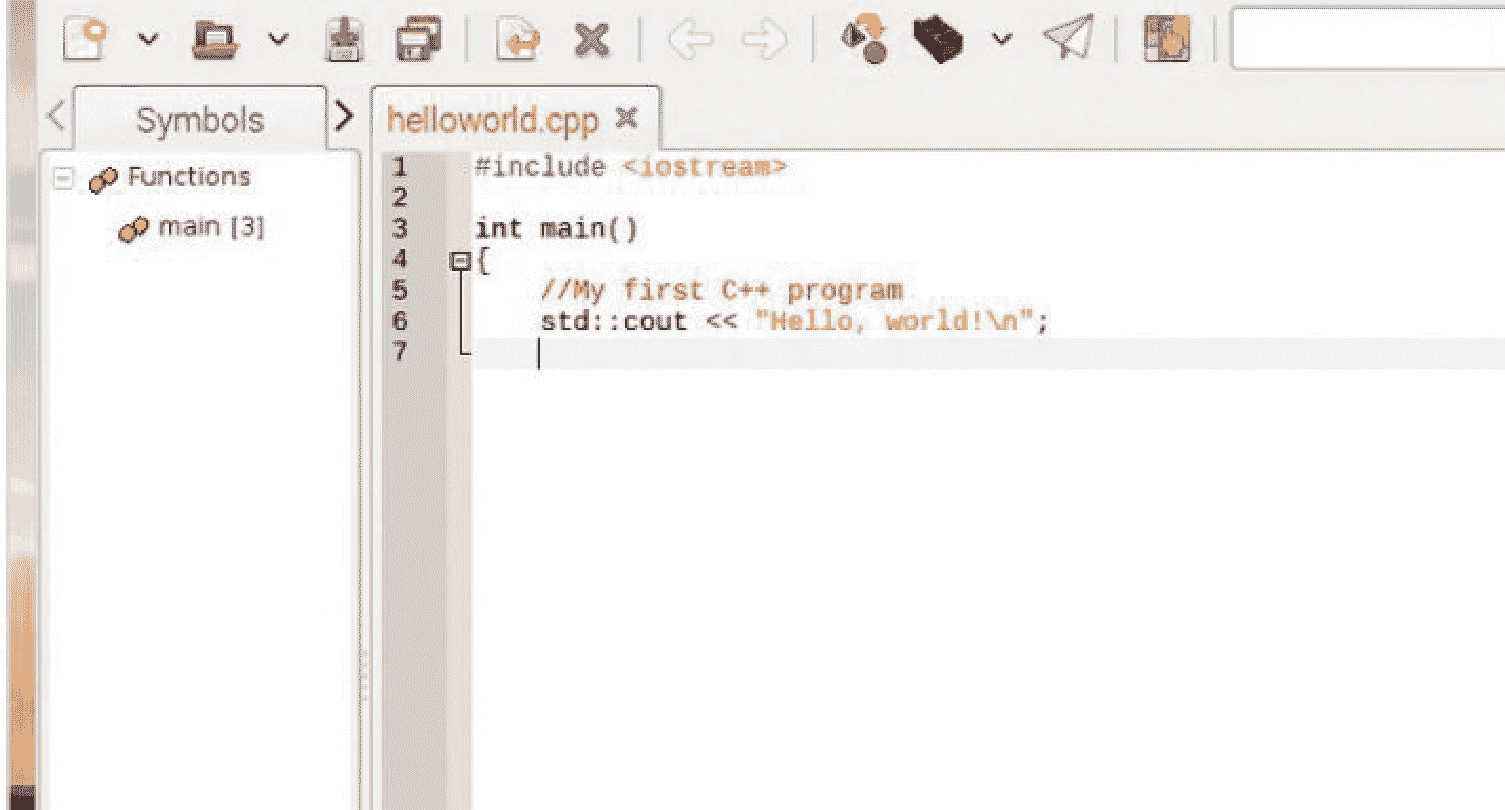 Symbols
helloworld.cpp
Functions
main [3]
1 #include <iostream>
2
3 int main()
4 {
5     //My first C++ program
6     std::cout << "Hello, world!\n";
7